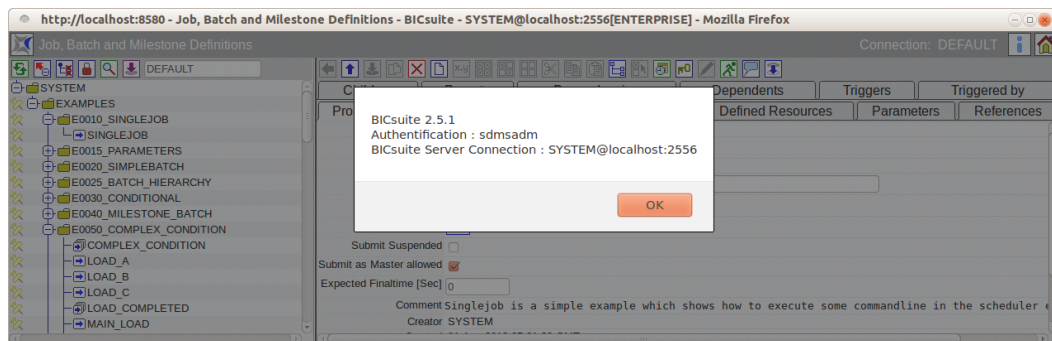 http://localhost:8580 - Job, Batch and Milestone Definitions - BICsuite - SYSTEM@localhost:2556[ENTERPRISE] - Mozilla Firefox
Job, Batch and Milestone Definitions
Connection: DEFAULT
DEFAULT
SYSTEM
EXAMPLES
E0010_SINGLEJOB
SINGLEJOB
E0015_PARAMETERS
E0020_SIMPLEBATCH
E0025_BATCH_HIERARCHY
E0030_CONDITIONAL
E0040_MILESTONE_BATCH
E0050_COMPLEX_CONDITION
COMPLEX_CONDITION
LOAD_A
LOAD_B
LOAD_C
LOAD_COMPLETED
MAIN_LOAD
Dependents Triggers Triggered by
Defined Resources Parameters References
BICsuite 2.5.1
Authentification : sdmsadm
BICsuite Server Connection : SYSTEM@localhost:2556
OK
Submit Suspended
Submit as Master allowed
Expected Finaltime [Sec] 0
Comment Singlejob is a simple example which shows how to execute some commandline in the scheduler
Creator SYSTEM